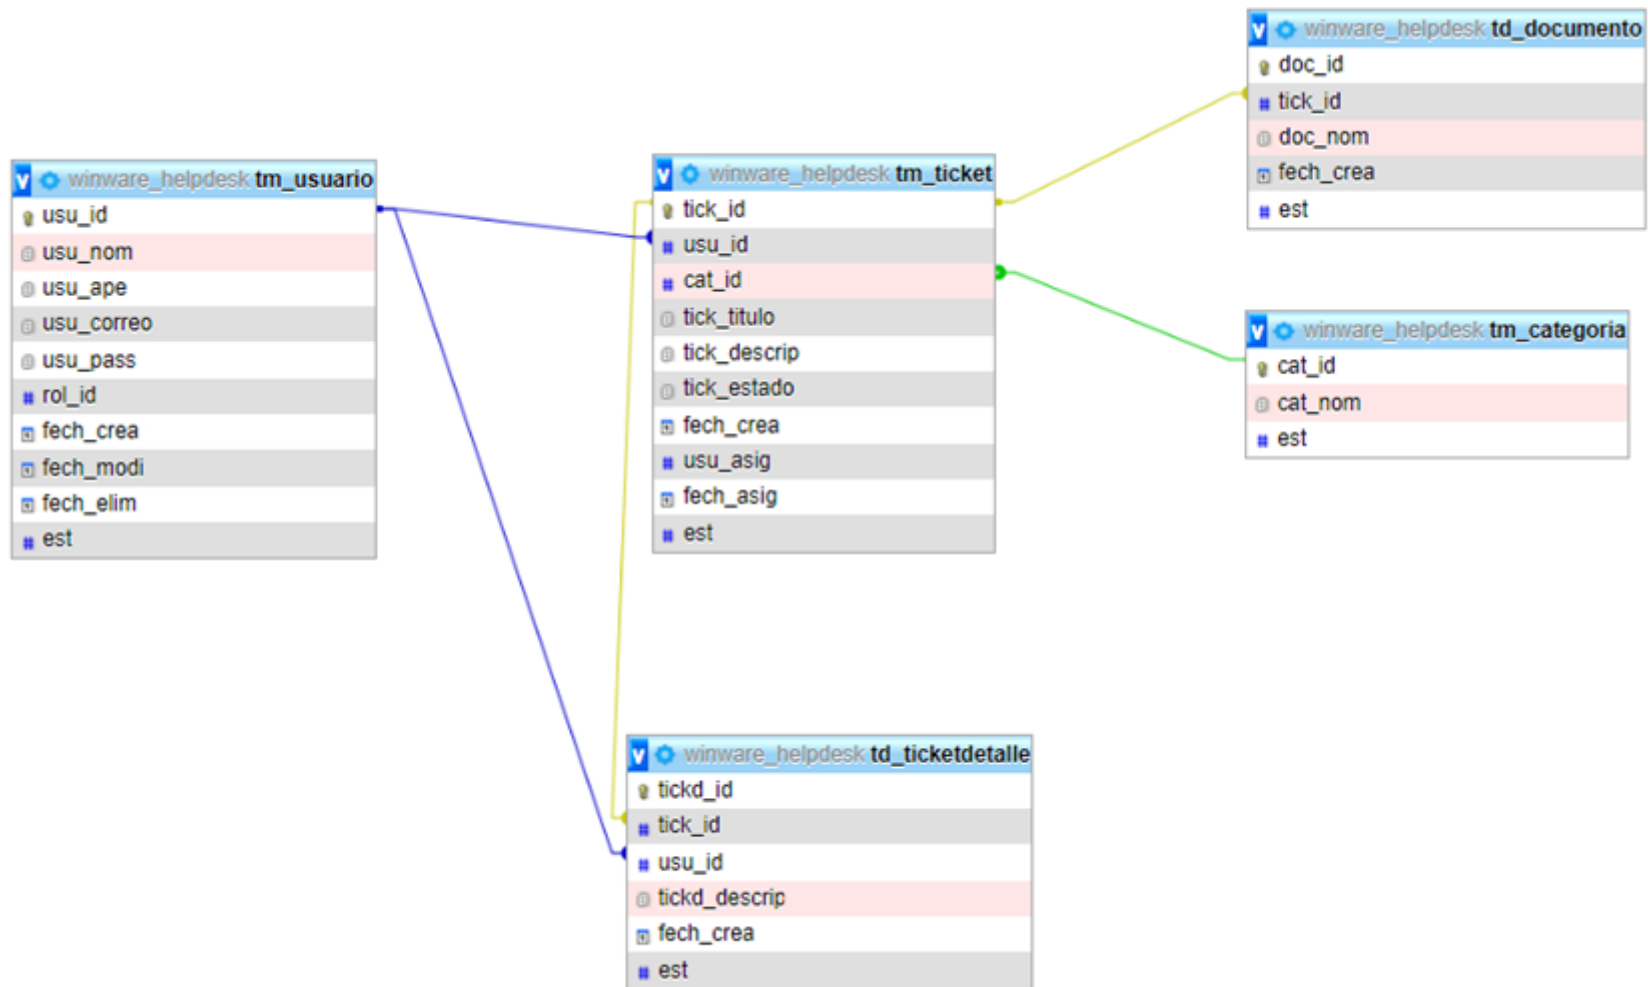 winware_helpdesk tm_usuario
usu_id
usu_nom
usu_ape
usu_correo
usu_pass
rol_id
fech_crea
fech_modi
fech_elim
est
winware_helpdesk tm_ticket
tick_id
usu_id
cat_id
tick_titulo
tick_descrip
tick_estado
fech_crea
usu_asig
fech_asig
est
winware_helpdesk td_documento
doc_id
tick_id
doc_nom
fech_crea
est
winware_helpdesk tm_categoria
cat_id
cat_nom
est
winware_helpdesk td_ticketdetalle
tickd_id
tick_id
usu_id
tickd_descrip
fech_crea
est